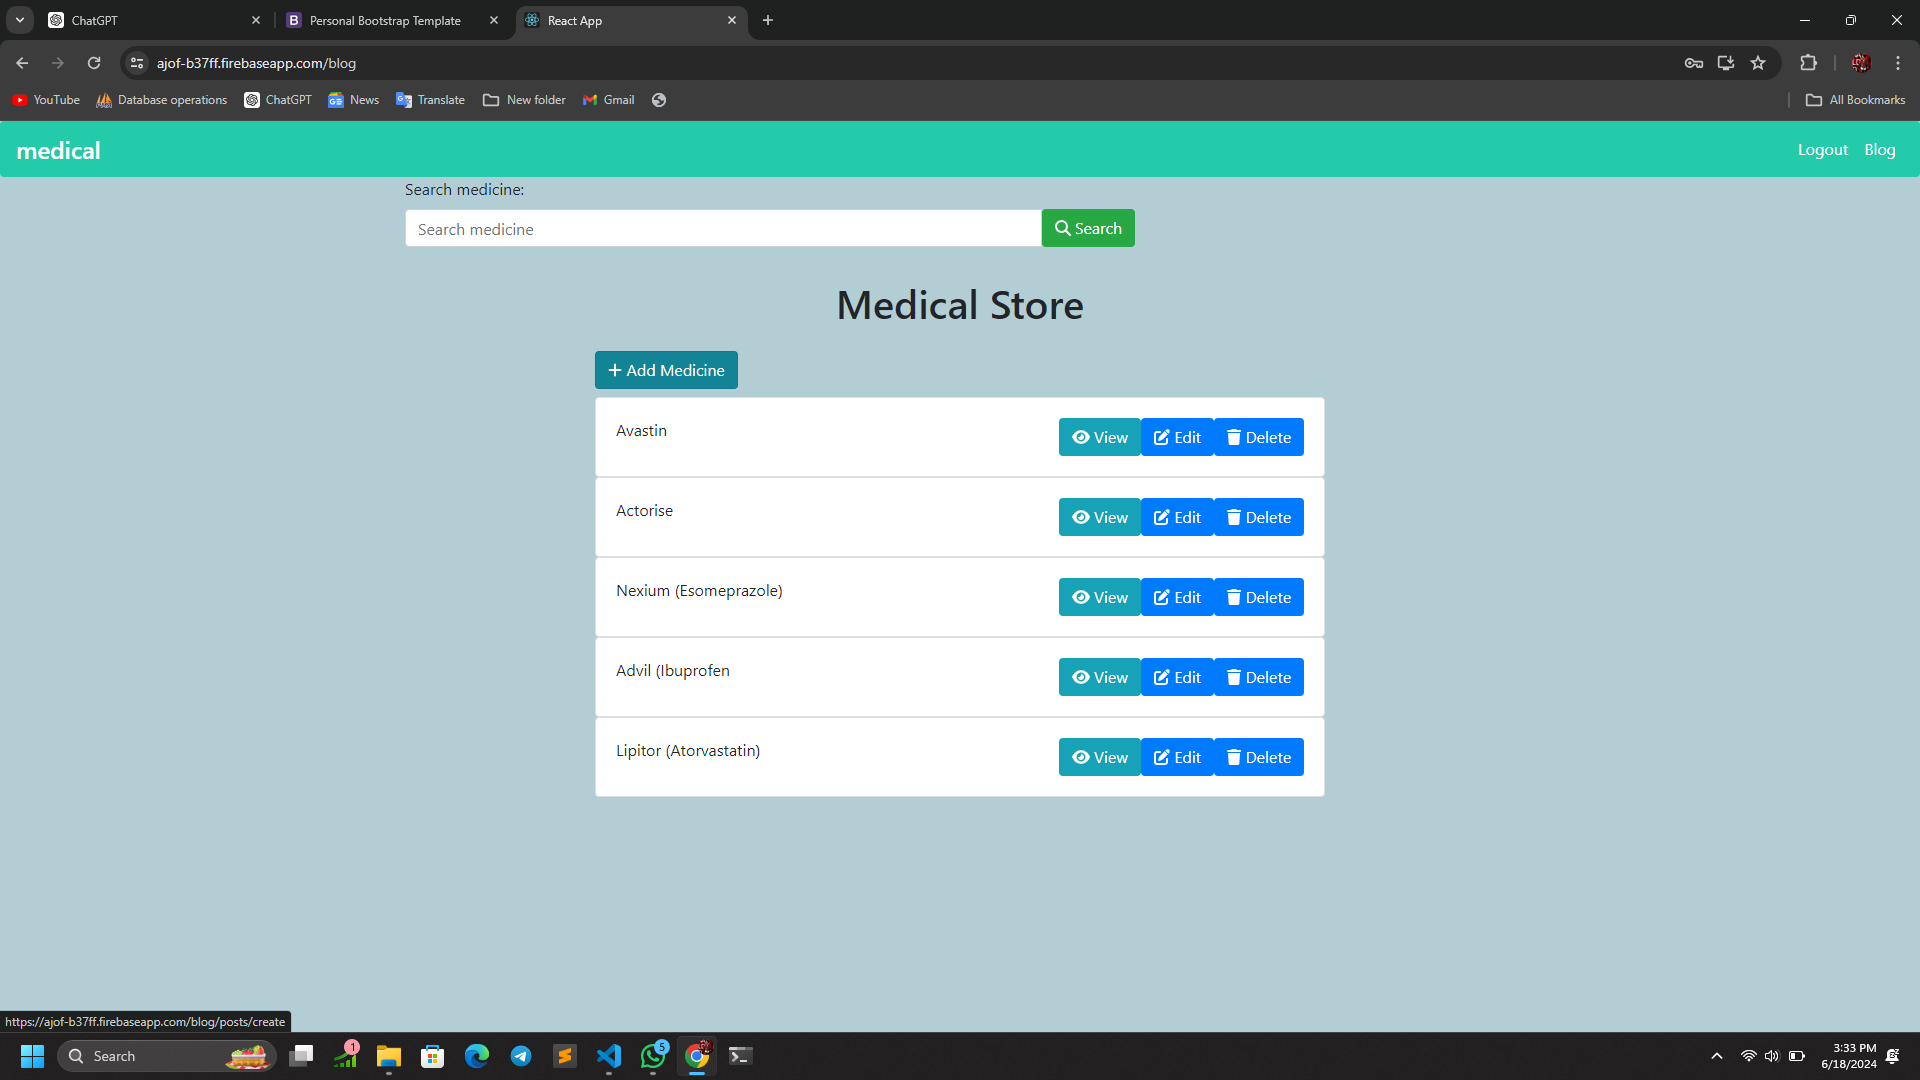 ChatGPT
Personal Bootstrap Template
React App
ajof-b37ff.firebaseapp.com/blog
YouTube
Database operations
ChatGPT
News
Translate
New folder
Gmail
All Bookmarks
medical
Logout
Blog
Search medicine:
Search medicine
Search
Medical Store
+ Add Medicine
Avastin
View Edit Delete
Actorise
View Edit Delete
Nexium (Esomeprazole)
View Edit Delete
Advil (Ibuprofen
View Edit Delete
Lipitor (Atorvastatin)
View Edit Delete
https://ajof-b37ff.firebaseapp.com/blog/posts/create
Search
1
5
3:33 PM
6/18/2024